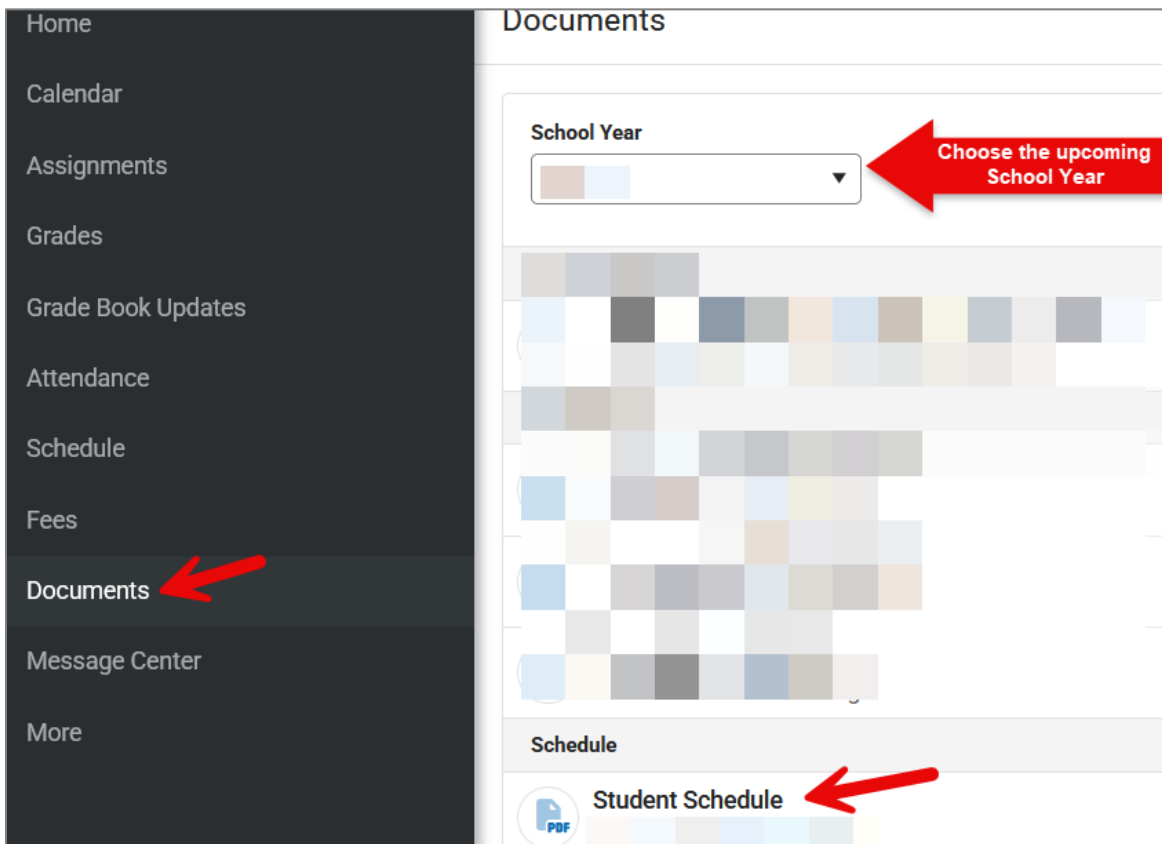 Home
Calendar
Assignments
Grades
Grade Book Updates
Attendance
Schedule
Fees
Documents
Message Center
More
Documents
School Year
Choose the upcoming
School Year
Schedule
Student Schedule
PDF